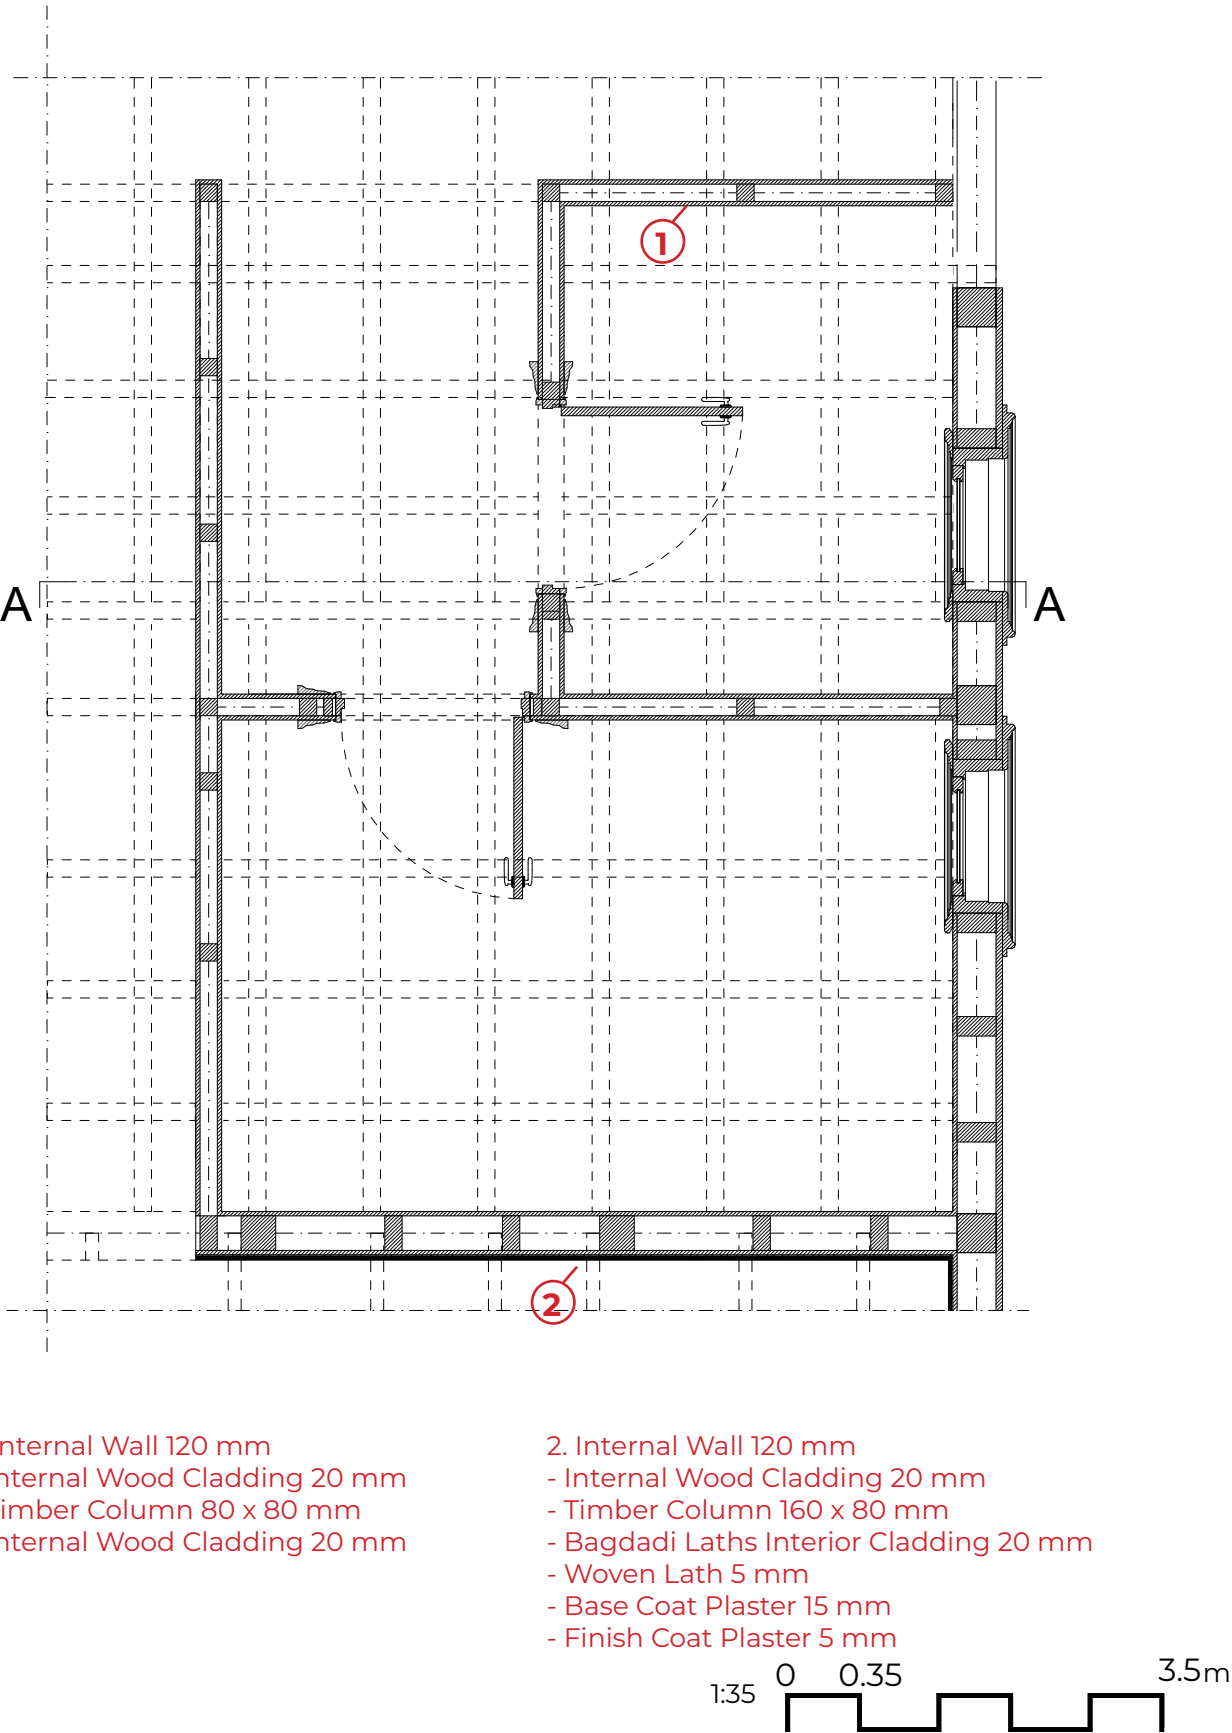 1
A
A
2
nternal Wall 120 mm
nternal Wood Cladding 20 mm
imber Column 80 x 80 mm
nternal Wood Cladding 20 mm
2. Internal Wall 120 mm
- Internal Wood Cladding 20 mm
- Timber Column 160 x 80 mm
- Bagdadi Laths Interior Cladding 20 mm
- Woven Lath 5 mm
- Base Coat Plaster 15 mm
- Finish Coat Plaster 5 mm
1:35
0 0.35 3.5m